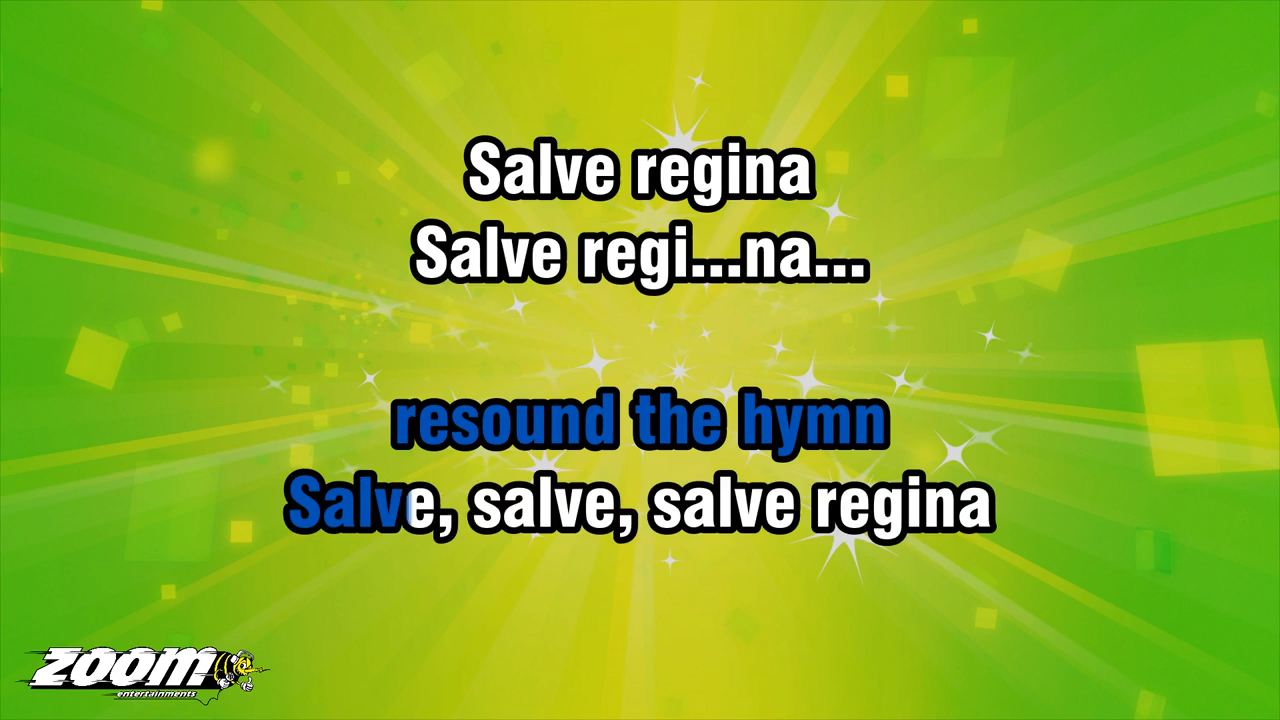 Salve regina
Salve regi...na...
resound the hymn
Salve, salve, salve regina
zoom
entertainments